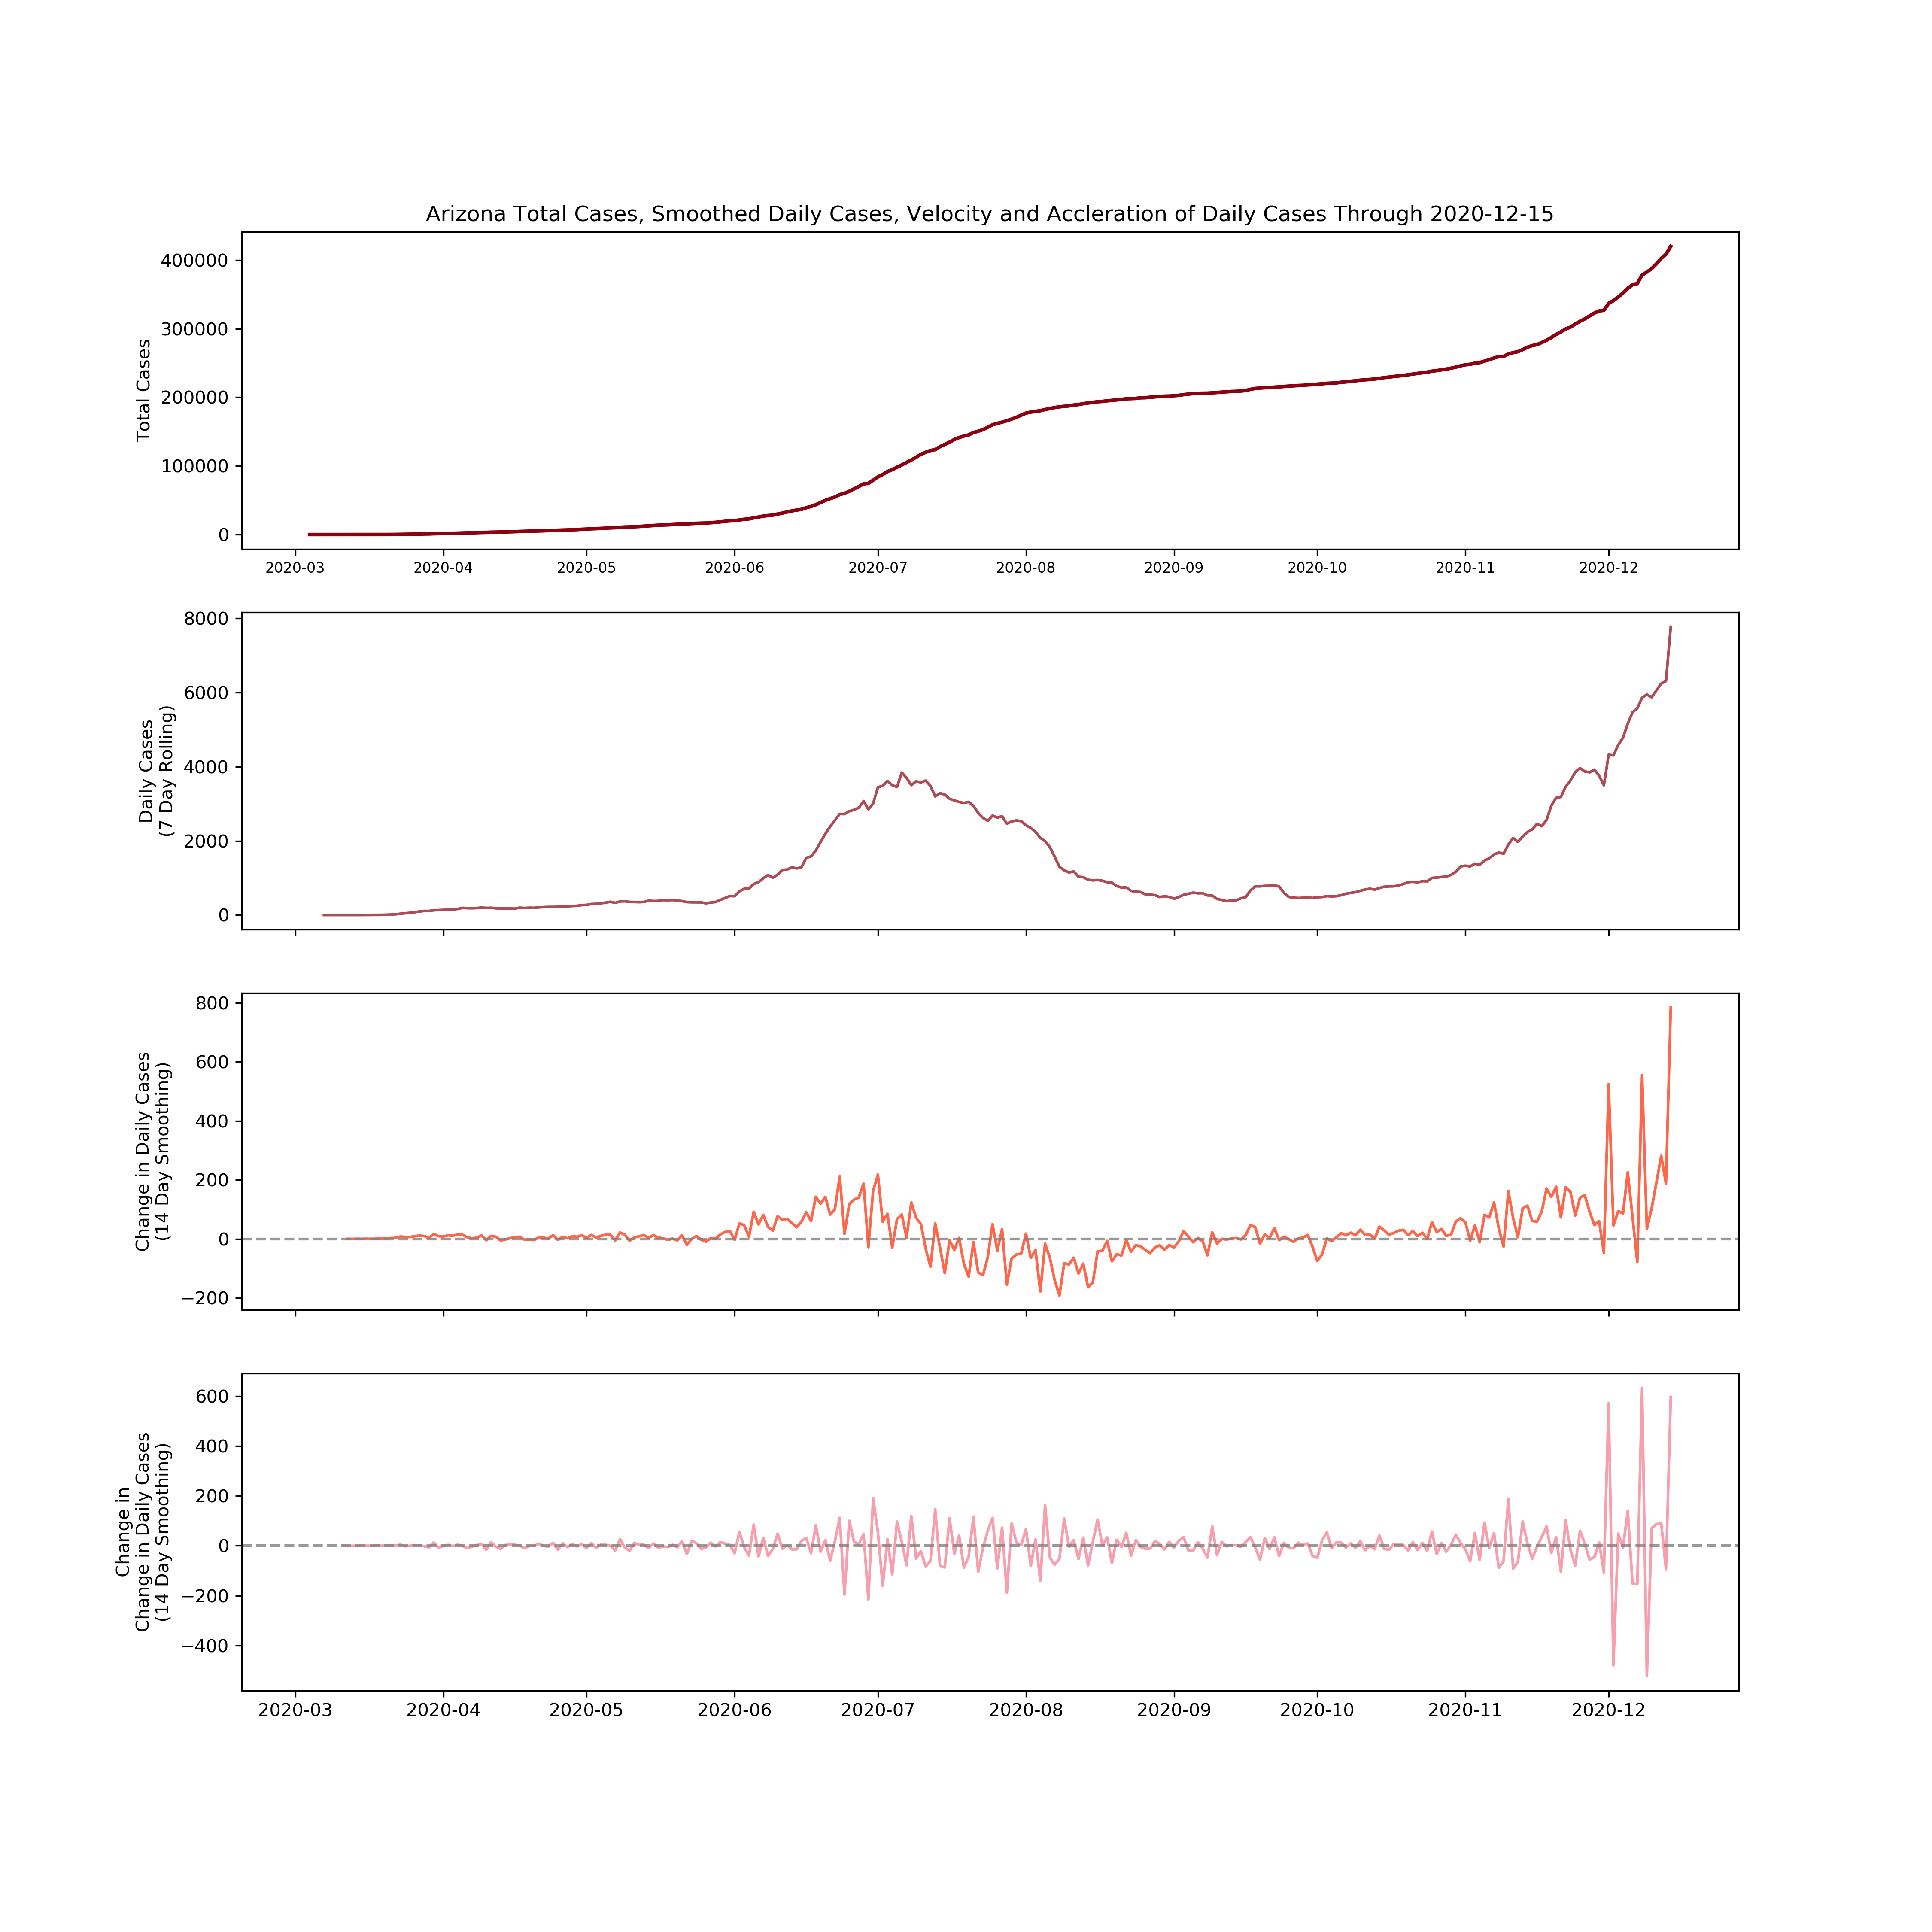 Arizona Total Cases, Smoothed Daily Cases, Velocity and Accleration of Daily Cases Through 2020-12-15
Total Cases
400000
300000
200000
100000
0
2020-03 2020-04 2020-05 2020-06 2020-07 2020-08 2020-09 2020-10 2020-11 2020-12
Daily Cases
(7 Day Rolling)
8000
6000
4000
2000
0
Change in Daily Cases
(14 Day Smoothing)
800
600
400
200
0
−200
Change in
Change in Daily Cases
(14 Day Smoothing)
600
400
200
0
−200
−400
2020-03 2020-04 2020-05 2020-06 2020-07 2020-08 2020-09 2020-10 2020-11 2020-12